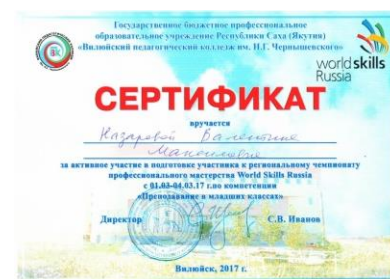 Государственное бюджетное профессиональное
образовательное учреждение Республики Саха (Якутия)
«Вилюйский педагогический колледж им. Н.Г. Чернышевского»
worldskills
Russia
СЕРТИФИКАТ
вручается
Назаровой Валентине
Максимовне
за активное участие в подготовке участника к региональному чемпионату
профессионального мастерства World Skills Russia
с 01.03-04.03.17 г.по компетенции
«Преподавание в младших классах»
Директор С.В. Иванов
Вилюйск, 2017 г.